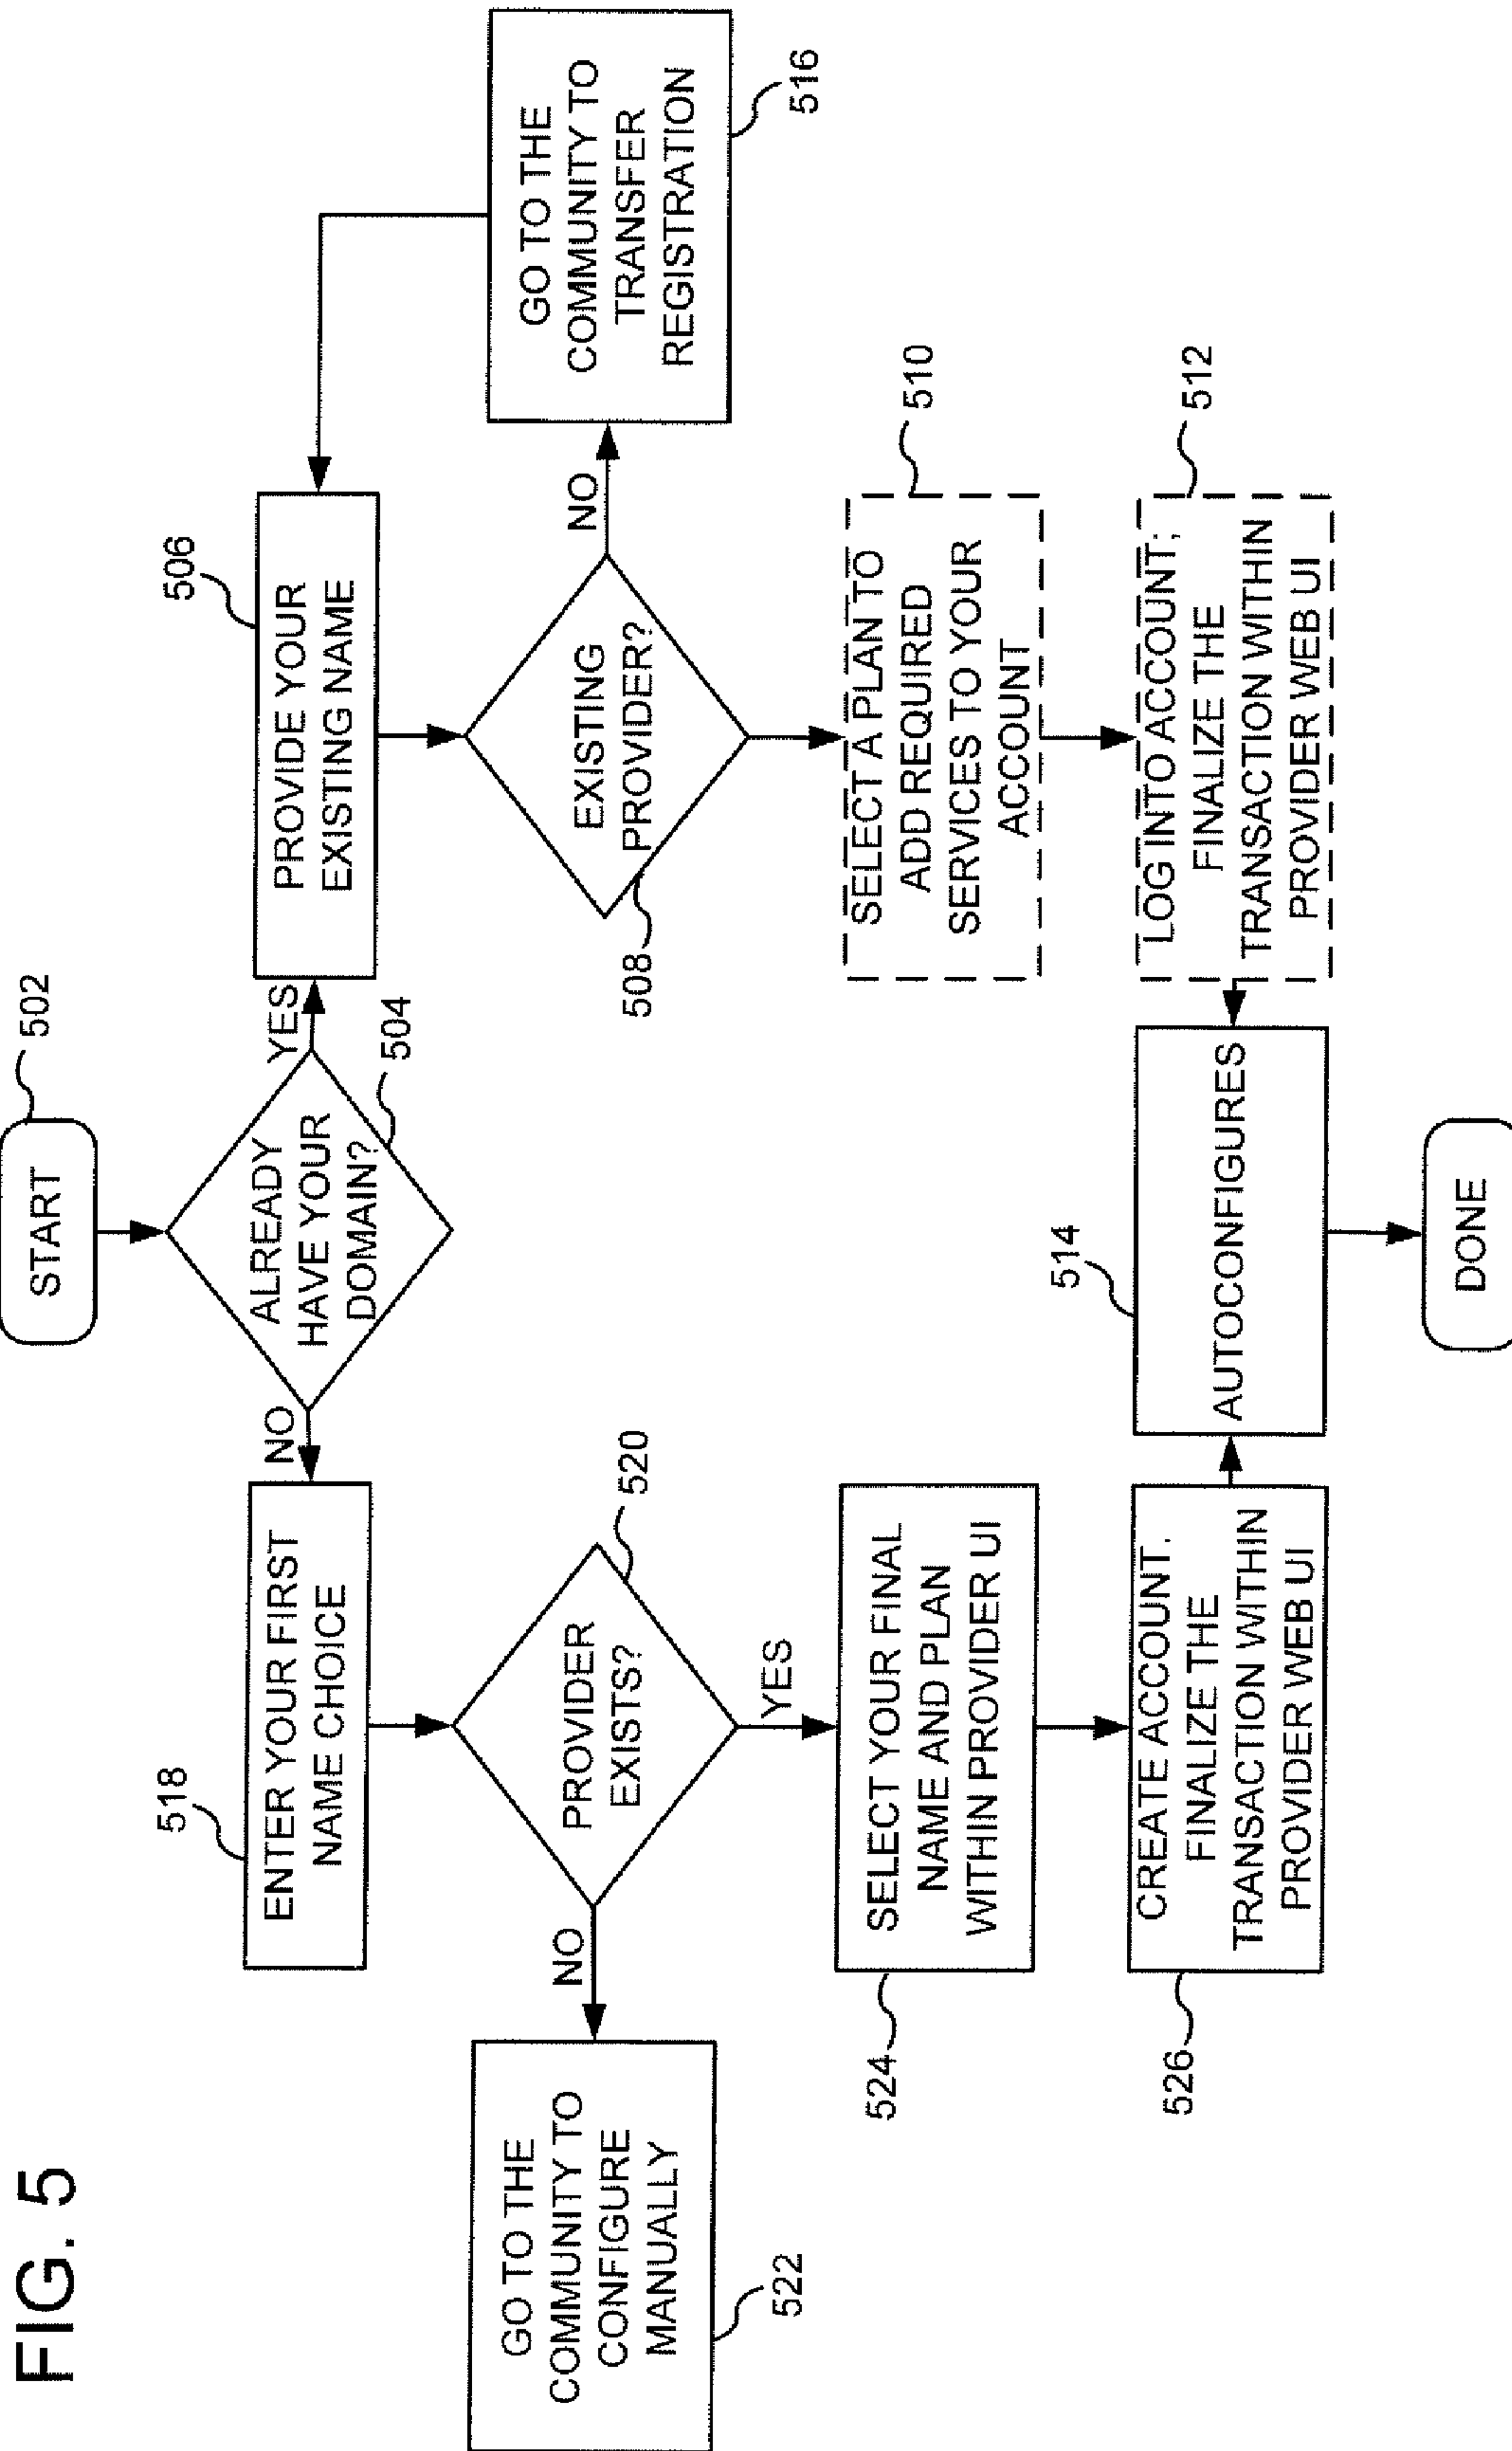 FIG. 5
START
502
ALREADY
HAVE YOUR
DOMAIN?
504
YES
NO
506
PROVIDE YOUR
EXISTING NAME
EXISTING
PROVIDER?
508
NO
GO TO THE
COMMUNITY TO
TRANSFER
REGISTRATION
516
SELECT A PLAN TO
ADD REQUIRED
SERVICES TO YOUR
ACCOUNT
510
LOG INTO ACCOUNT;
FINALIZE THE
TRANSACTION WITHIN
PROVIDER WEB UI
512
518
ENTER YOUR FIRST
NAME CHOICE
PROVIDER
EXISTS?
520
NO
YES
GO TO THE
COMMUNITY TO
CONFIGURE
MANUALLY
522
SELECT YOUR FINAL
NAME AND PLAN
WITHIN PROVIDER UI
524
CREATE ACCOUNT.
FINALIZE THE
TRANSACTION WITHIN
PROVIDER WEB UI
526
514
AUTOCONFIGURES
DONE